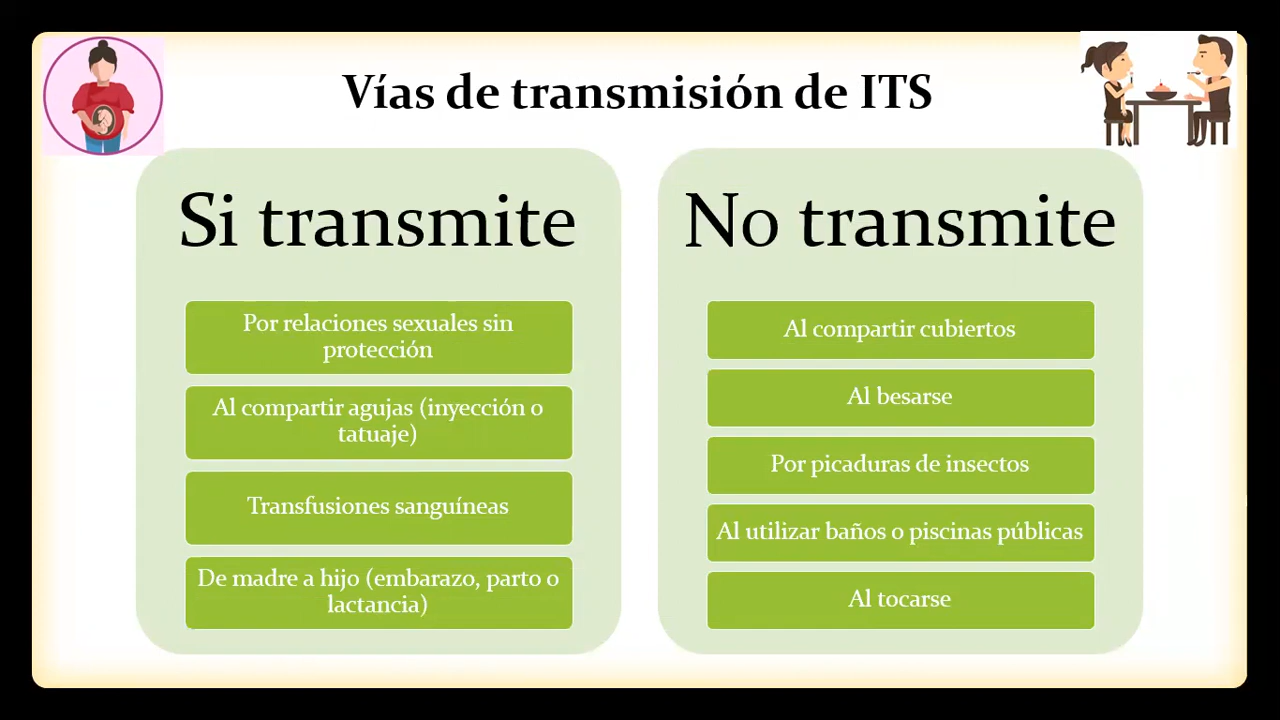 Vías de transmisión de ITS
Si transmite
Por relaciones sexuales sin
protección
Al compartir agujas (inyección o
tatuaje)
Transfusiones sanguíneas
De madre a hijo (embarazo, parto o
lactancia)
No transmite
Al compartir cubiertos
Al besarse
Por picaduras de insectos
Al utilizar baños o piscinas públicas
Al tocarse